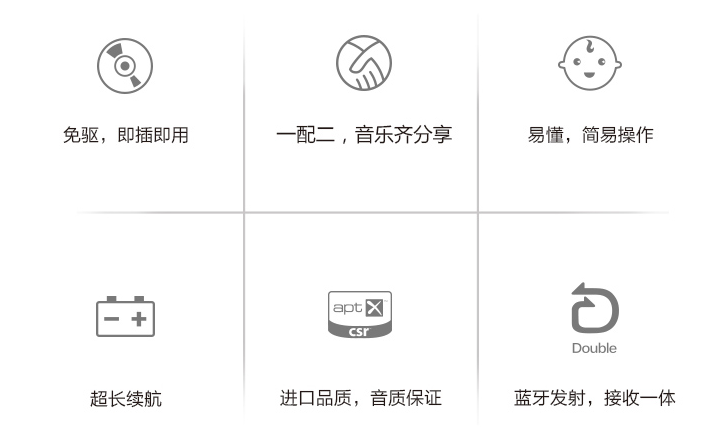 免驱，即插即用
一配二，音乐齐分享
易懂，简易操作
aptX™
csr
Double
超长续航
进口品质，音质保证
蓝牙发射，接收一体